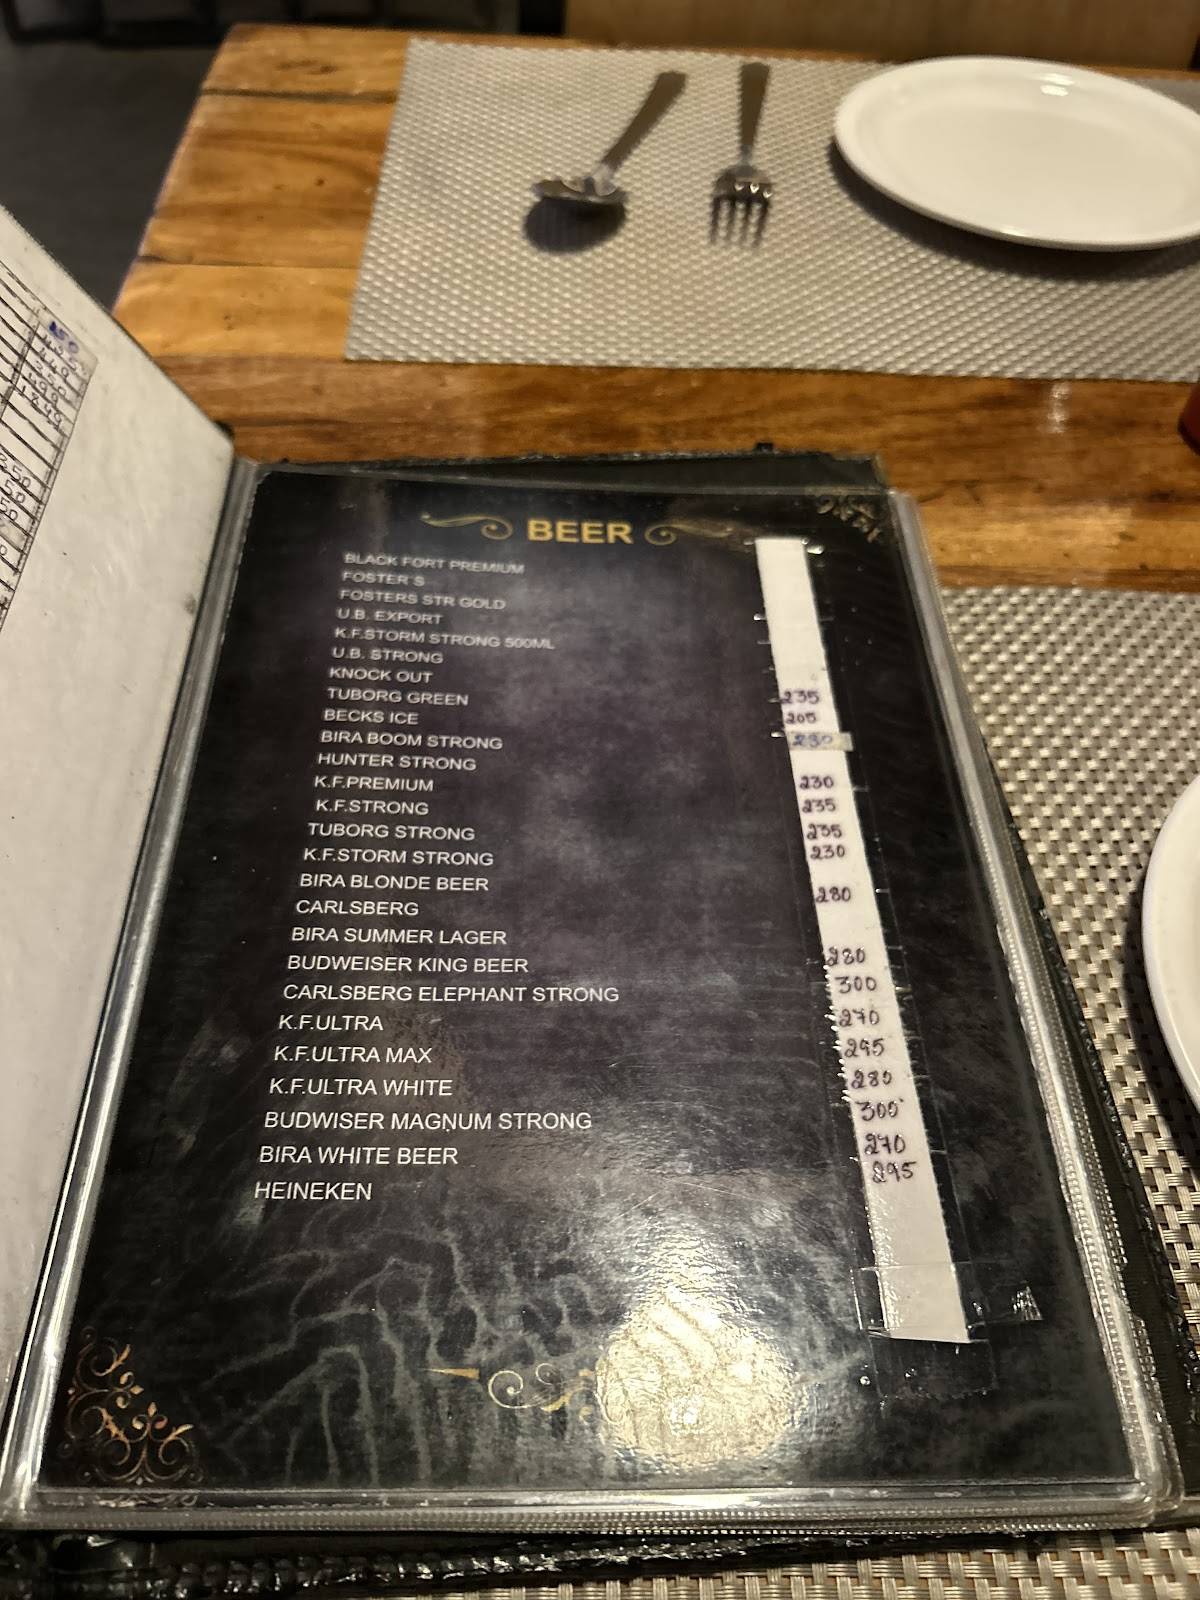 BEER
BLACK FORT PREMIUM
FOSTER'S
FOSTERS STR GOLD
U.B. EXPORT
K.F.STORM STRONG 500ML
U.B. STRONG
KNOCK OUT
TUBORG GREEN 235
BECKS ICE 205
BIRA BOOM STRONG 230
HUNTER STRONG
K.F.PREMIUM 230
K.F.STRONG 235
TUBORG STRONG 235
K.F.STORM STRONG 230
BIRA BLONDE BEER 280
CARLSBERG
BIRA SUMMER LAGER 280
BUDWEISER KING BEER 300
CARLSBERG ELEPHANT STRONG 270
K.F.ULTRA 295
K.F.ULTRA MAX 280
K.F.ULTRA WHITE 300
BUDWISER MAGNUM STRONG 270
BIRA WHITE BEER 295
HEINEKEN